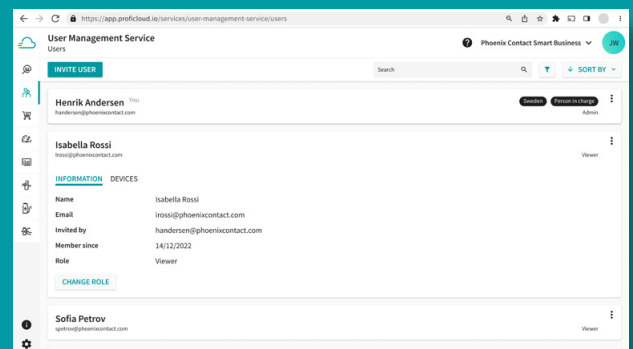 https://app.proficloud.io/services/user-management-service/users
User Management Service
Users
Phoenix Contact Smart Business
JW
INVITE USER
Search
SORT BY
Henrik Andersen You
handersen@phoenixcontact.com
Sweden Person in charge
Admin
Isabella Rossi
irossi@phoenixcontact.com
Viewer
INFORMATION DEVICES
Name Isabella Rossi
Email irossi@phoenixcontact.com
Invited by handersen@phoenixcontact.com
Member since 14/12/2022
Role Viewer
CHANGE ROLE
Sofia Petrov
spetrov@phoenixcontact.com
Viewer